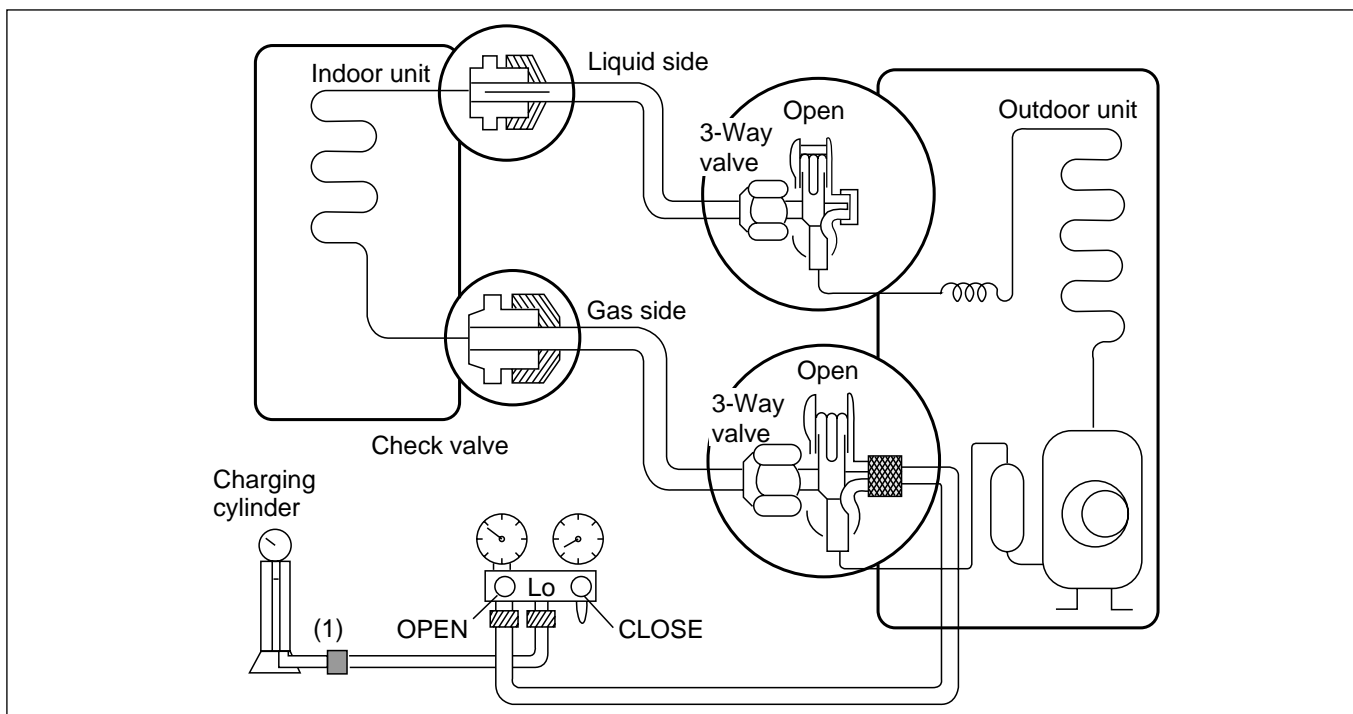 Indoor unit
Liquid side
Open
3-Way
valve
Outdoor unit
Gas side
Open
3-Way
valve
Check valve
Charging
cylinder
Lo
(1)
OPEN
CLOSE